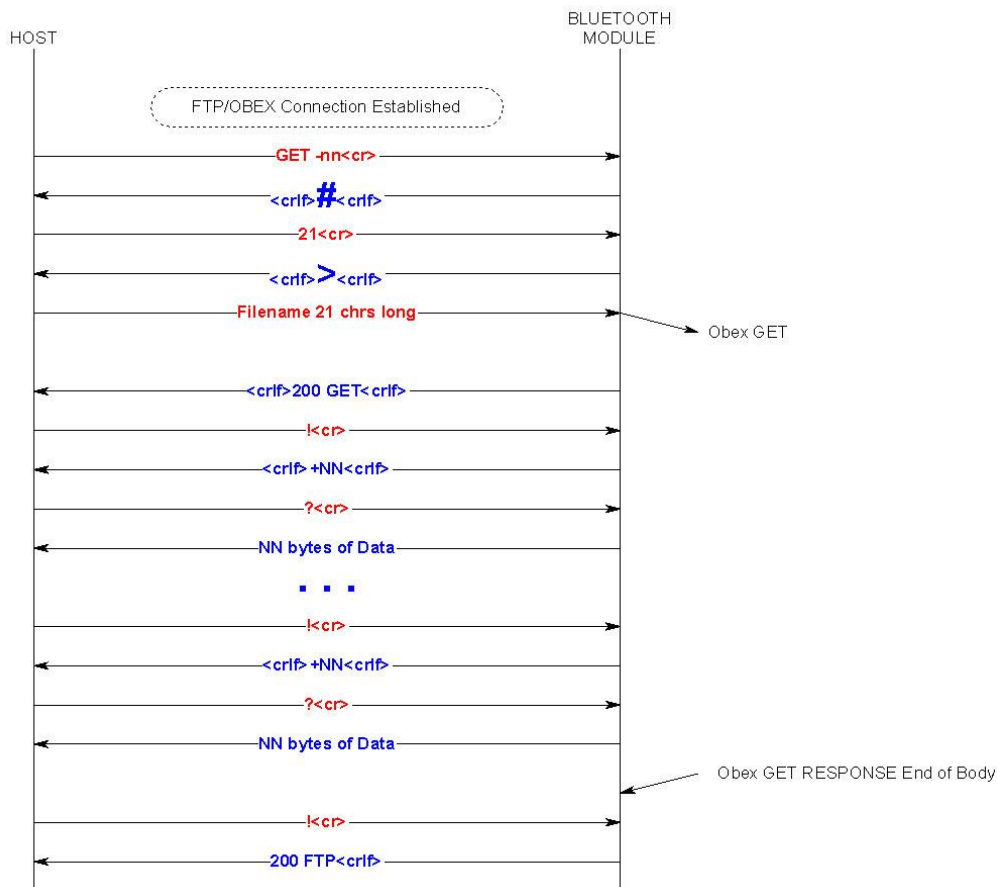 HOST
BLUETOOTH
MODULE
FTP/OBEX Connection Established
GET -nn<cr>
<crlf>#<crlf>
21<cr>
<crlf>><crlf>
Filename 21 chrs long
Obex GET
<crlf>200 GET<crlf>
!<cr>
<crlf>+NN<crlf>
?<cr>
NN bytes of Data
. . .
!<cr>
<crlf>+NN<crlf>
?<cr>
NN bytes of Data
Obex GET RESPONSE End of Body
!<cr>
200 FTP<crlf>